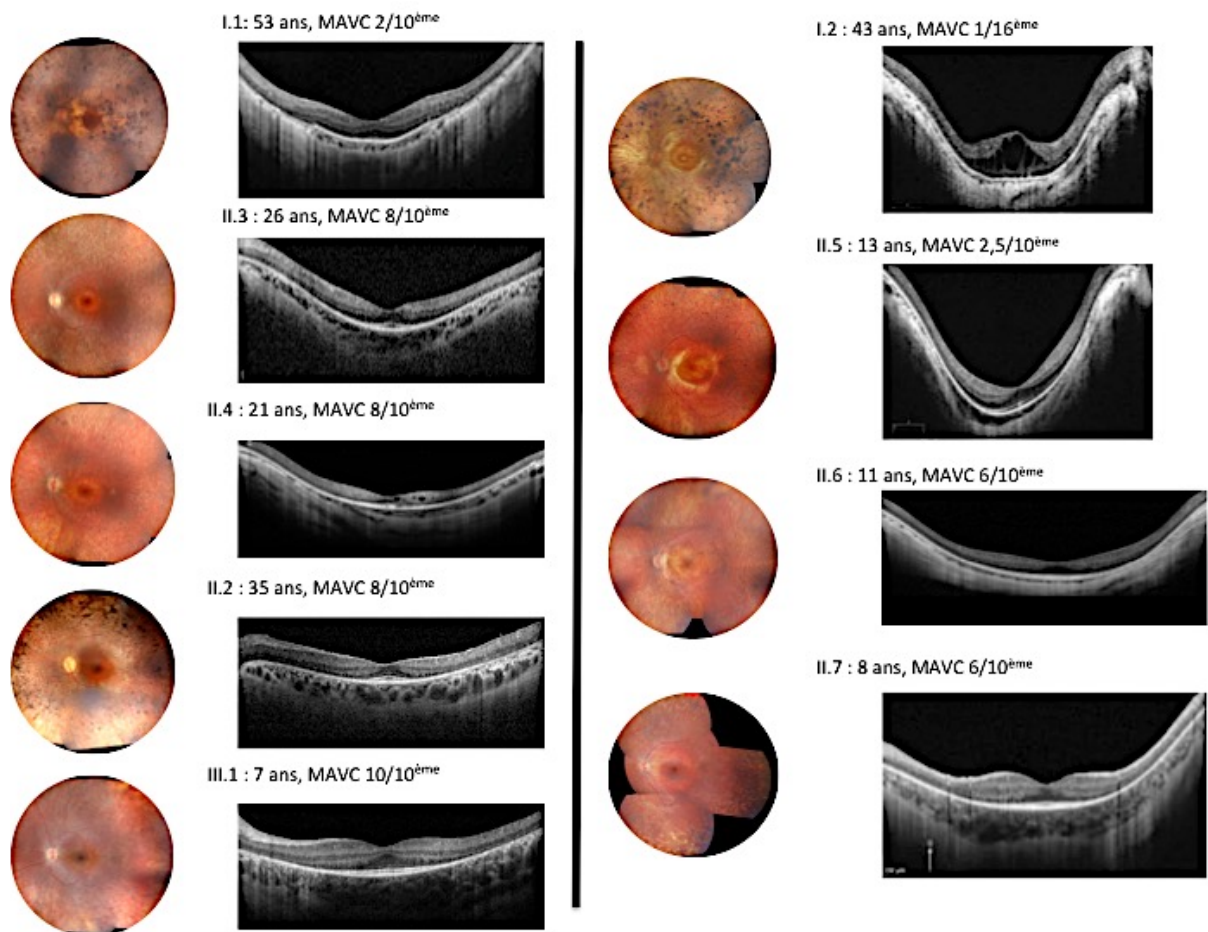 I.1: 53 ans, MAVC 2/10ème
II.3 : 26 ans, MAVC 8/10ème
II.4 : 21 ans, MAVC 8/10ème
II.2 : 35 ans, MAVC 8/10ème
III.1 : 7 ans, MAVC 10/10ème
I.2 : 43 ans, MAVC 1/16ème
II.5 : 13 ans, MAVC 2,5/10ème
II.6 : 11 ans, MAVC 6/10ème
II.7 : 8 ans, MAVC 6/10ème